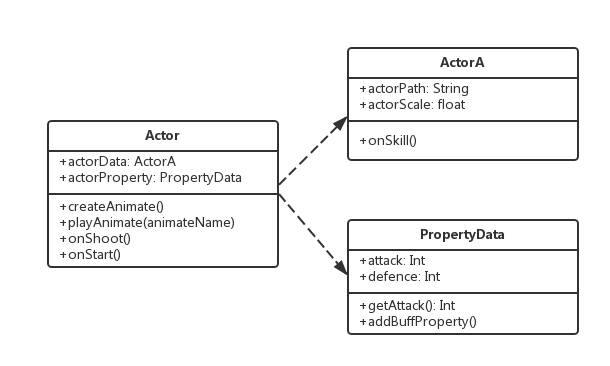 Actor
+actorData: ActorA
+actorProperty: PropertyData
+createAnimate()
+playAnimate(animateName)
+onShoot()
+onStart()
ActorA
+actorPath: String
+actorScale: float
+onSkill()
PropertyData
+attack: Int
+defence: Int
+getAttack(): Int
+addBuffProperty()